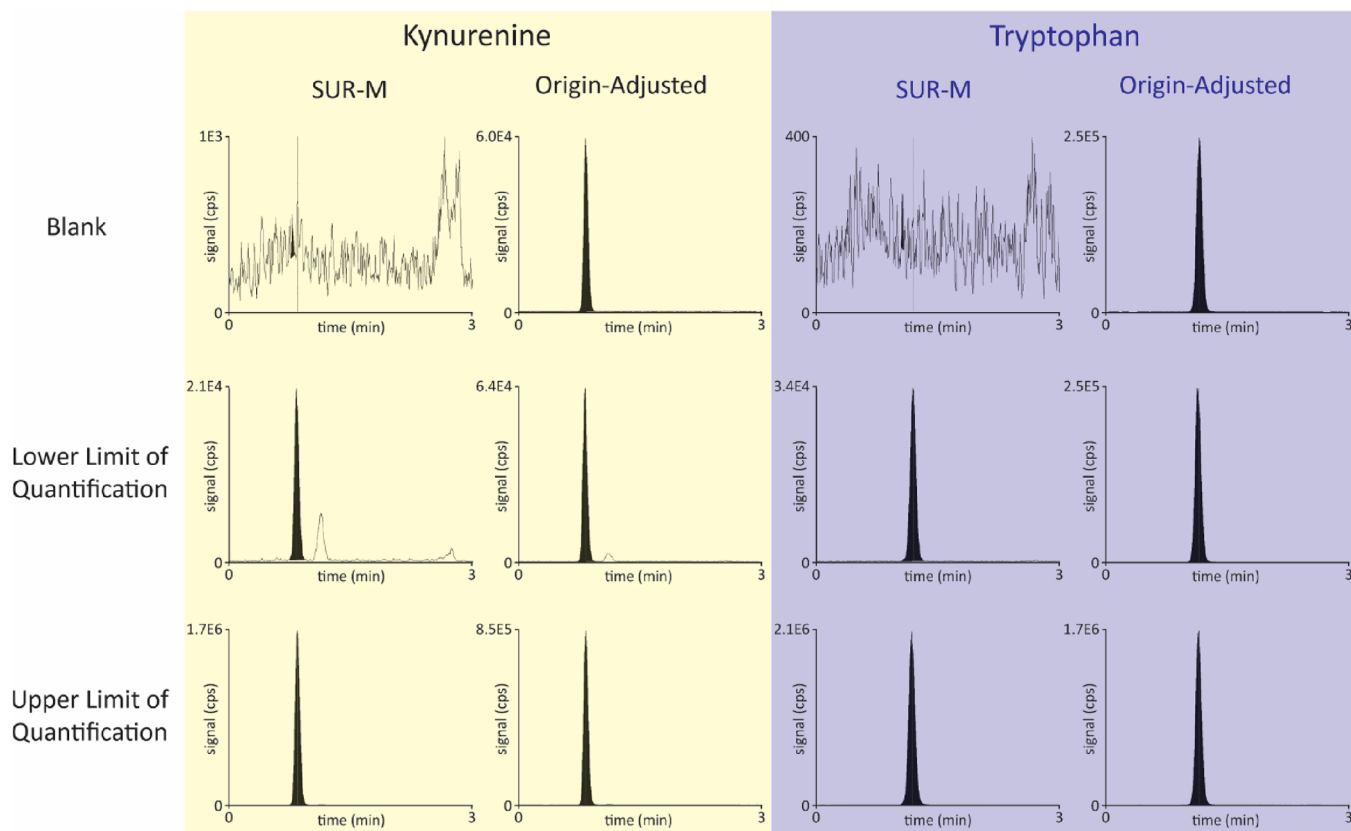 Kynurenine Tryptophan
SUR-M Origin-Adjusted SUR-M Origin-Adjusted
Blank
1E3 6.0E4 400 2.5E5
signal (cps) signal (cps) signal (cps) signal (cps)
0 0 0 0
0 time (min) 3 0 time (min) 3 0 time (min) 3 0 time (min) 3
Lower Limit of
Quantification
2.1E4 6.4E4 3.4E4 2.5E5
signal (cps) signal (cps) signal (cps) signal (cps)
0 0 0 0
0 time (min) 3 0 time (min) 3 0 time (min) 3 0 time (min) 3
Upper Limit of
Quantification
1.7E6 8.5E5 2.1E6 1.7E6
signal (cps) signal (cps) signal (cps) signal (cps)
0 0 0 0
0 time (min) 3 0 time (min) 3 0 time (min) 3 0 time (min) 3